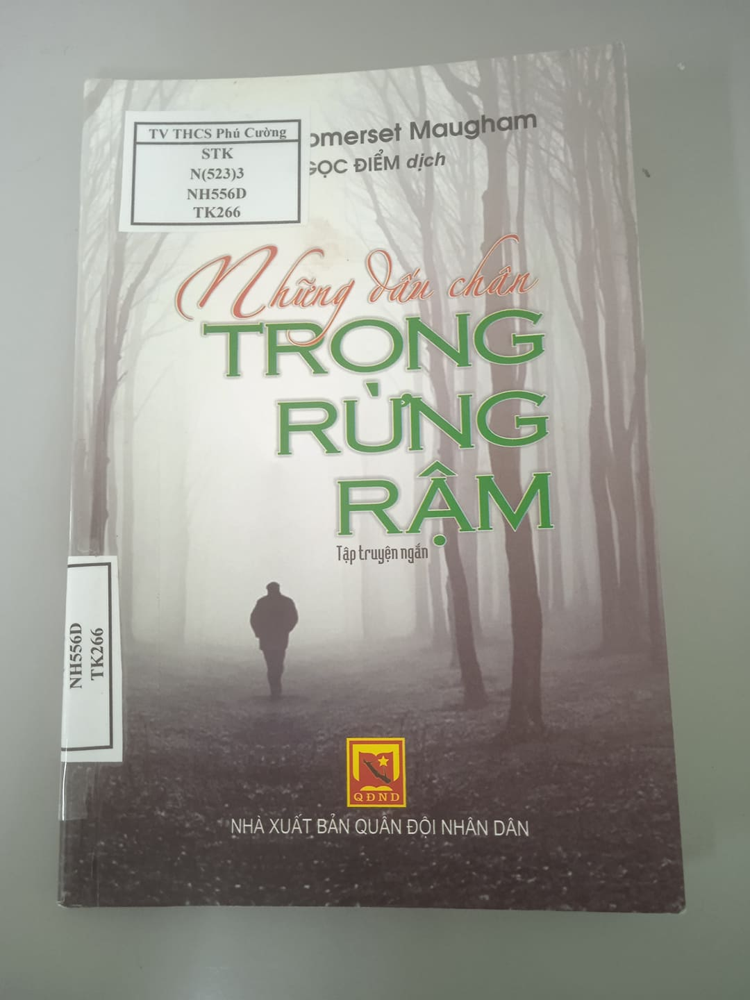 TV THCS Phú Cường
STK
N(523)3
NH556D
TK266
omerset Maugham
GỌC ĐIỂM dịch
Những dấu chân
TRONG
RỪNG
RẬM
Tập truyện ngắn
NH556D
TK266
QĐND
NHÀ XUẤT BẢN QUÂN ĐỘI NHÂN DÂN